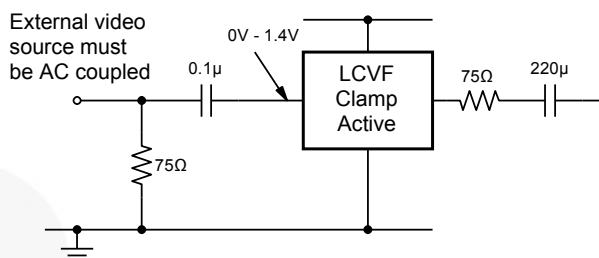 External video
source must
be AC coupled
0V - 1.4V
0.1µ
LCVF
Clamp
Active
75Ω
220µ
75Ω